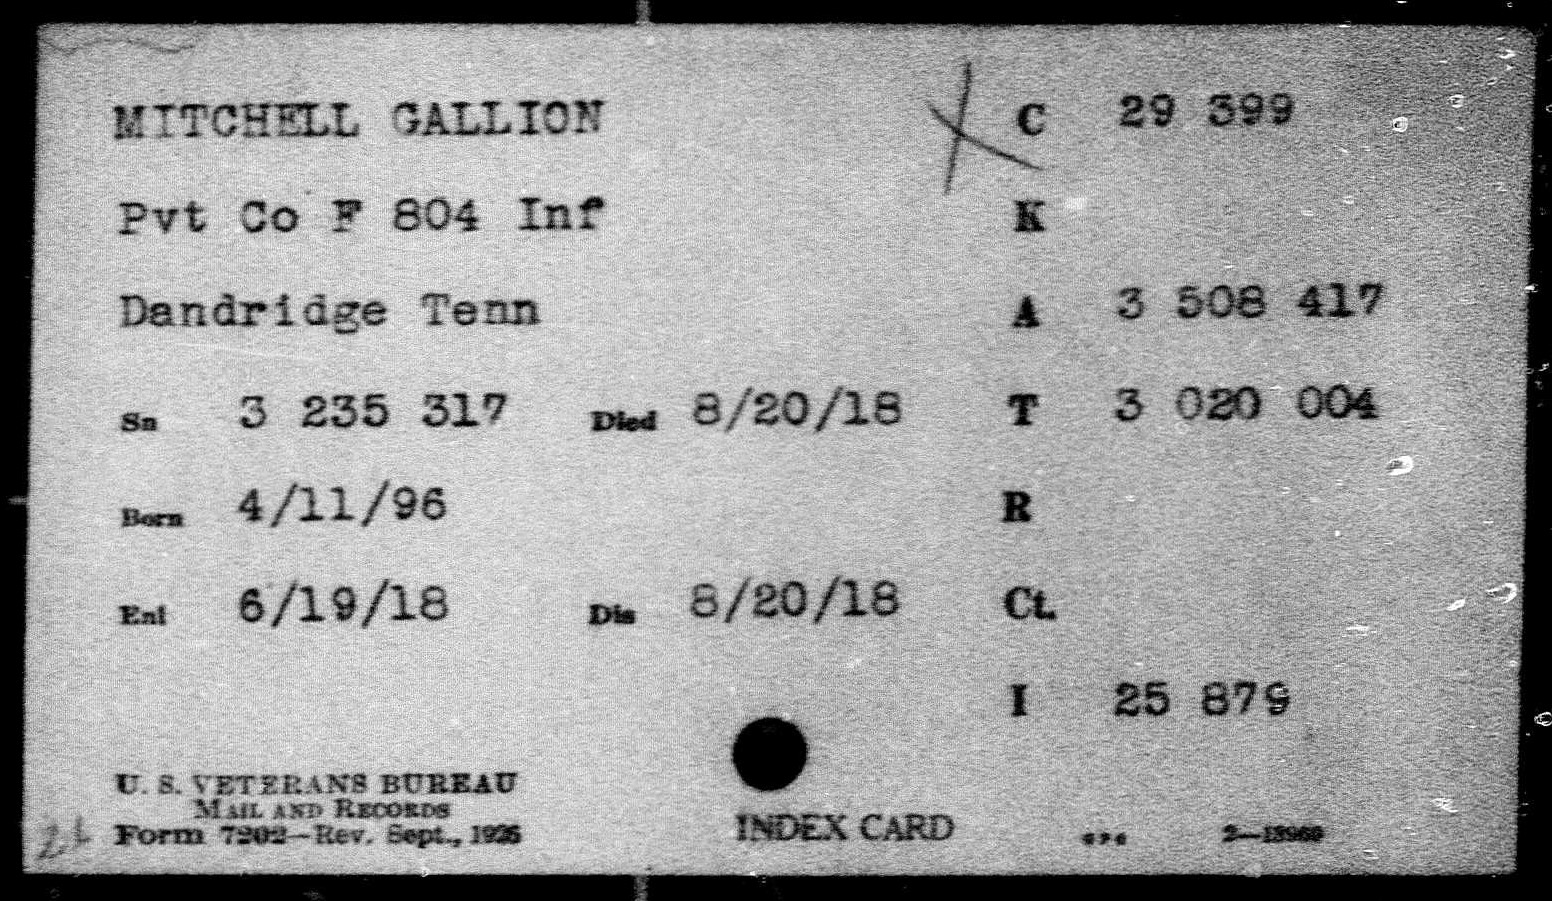 MITCHELL GALLION C 29 399
Pvt Co F 804 Inf K
Dandridge Tenn A 3 508 417
Sn 3 235 317 Died 8/20/18 T 3 020 004
Born 4/11/96 R
Enl 6/19/18 Dis 8/20/18 Ct.
I 25 879
U. S. VETERANS BUREAU
MAIL AND RECORDS
Form 7202—Rev. Sept., 1926 INDEX CARD GPO